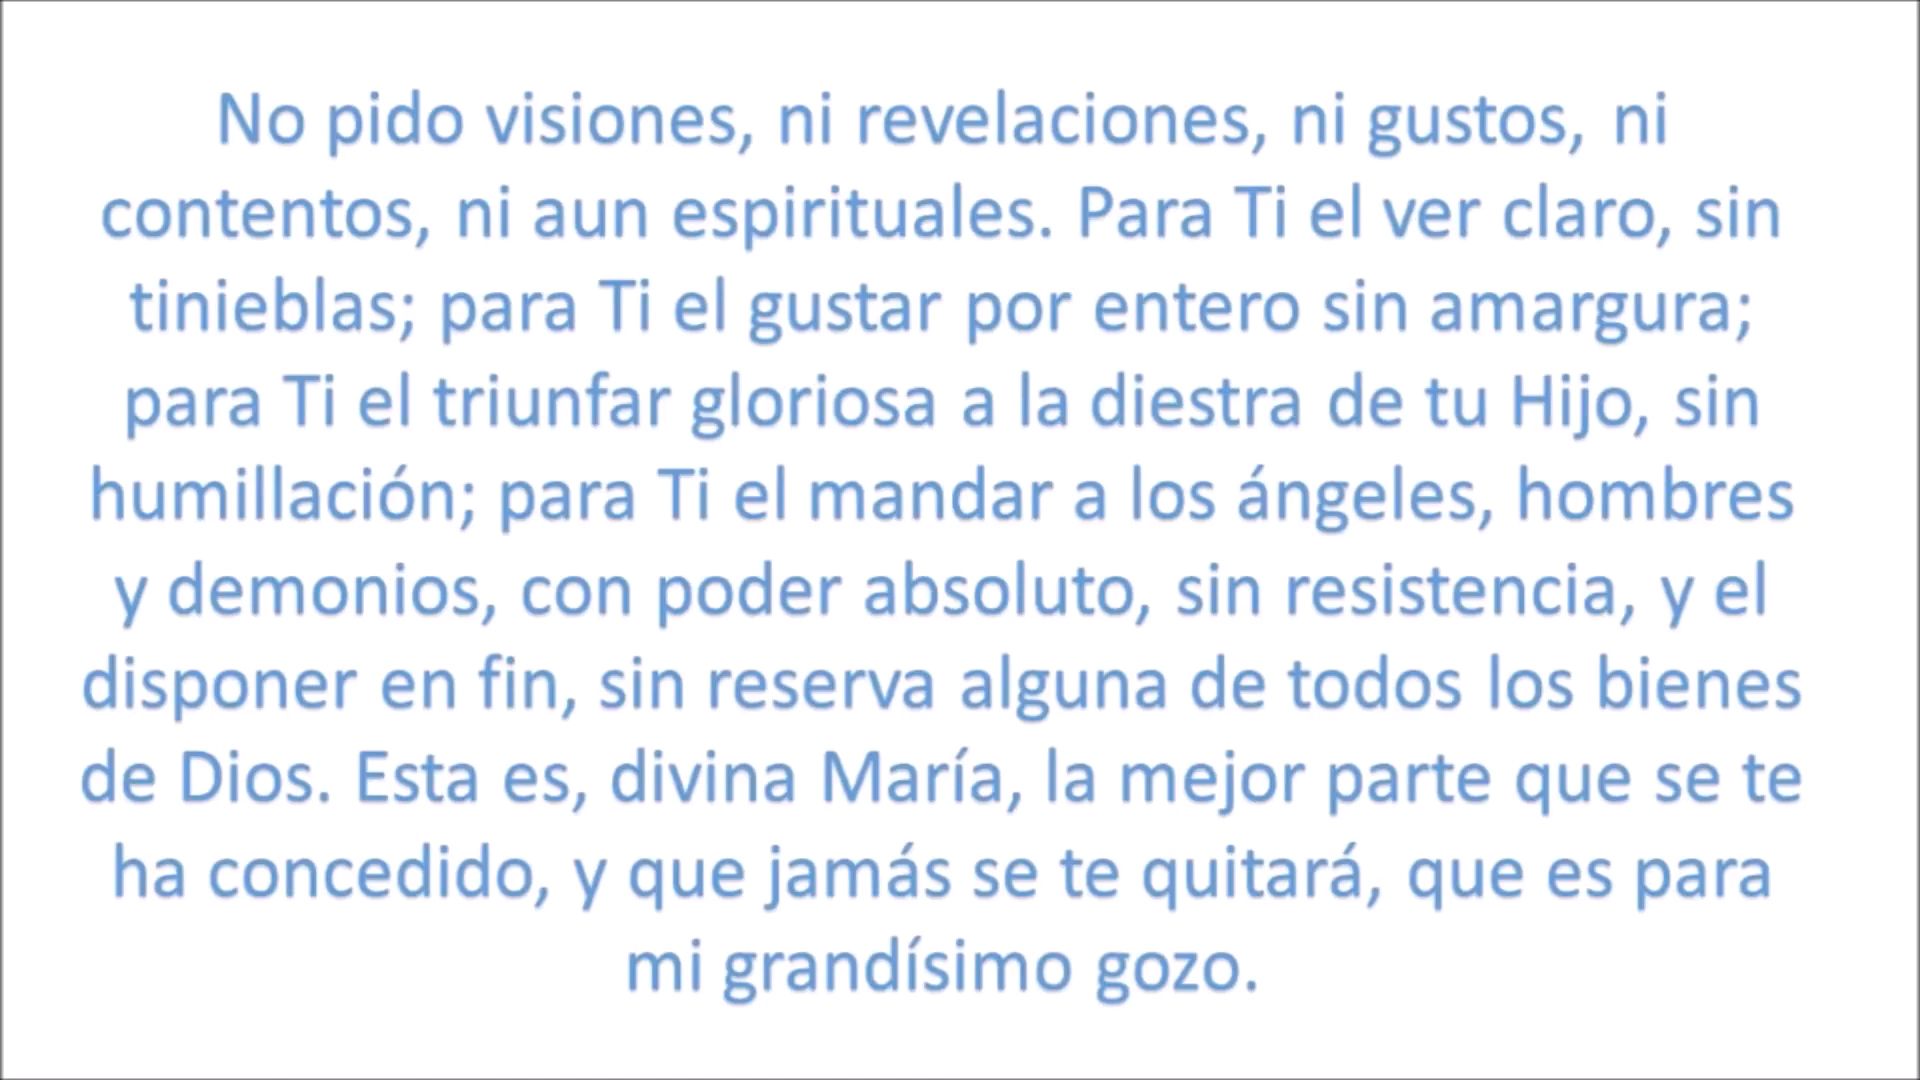 No pido visiones, ni revelaciones, ni gustos, ni
contentos, ni aun espirituales. Para Ti el ver claro, sin
tinieblas; para Ti el gustar por entero sin amargura;
para Ti el triunfar gloriosa a la diestra de tu Hijo, sin
humillación; para Ti el mandar a los ángeles, hombres
y demonios, con poder absoluto, sin resistencia, y el
disponer en fin, sin reserva alguna de todos los bienes
de Dios. Esta es, divina María, la mejor parte que se te
ha concedido, y que jamás se te quitará, que es para
mi grandísimo gozo.